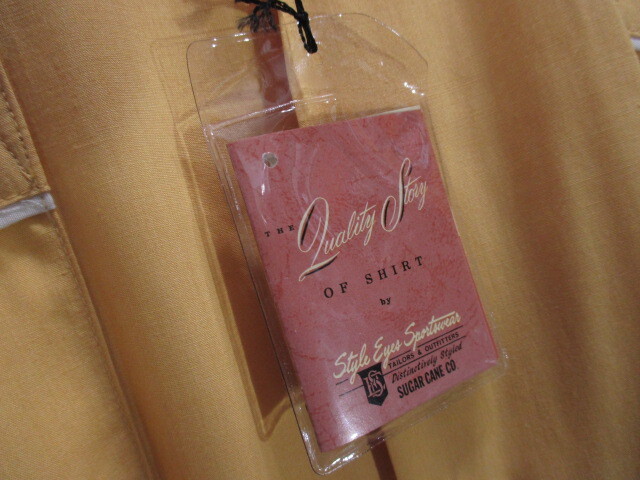 THE Quality Story
OF SHIRT
by
Style Eyes Sportswear
TAILORS & OUTFITTERS
Distinctively Styled
SUGAR CANE CO.